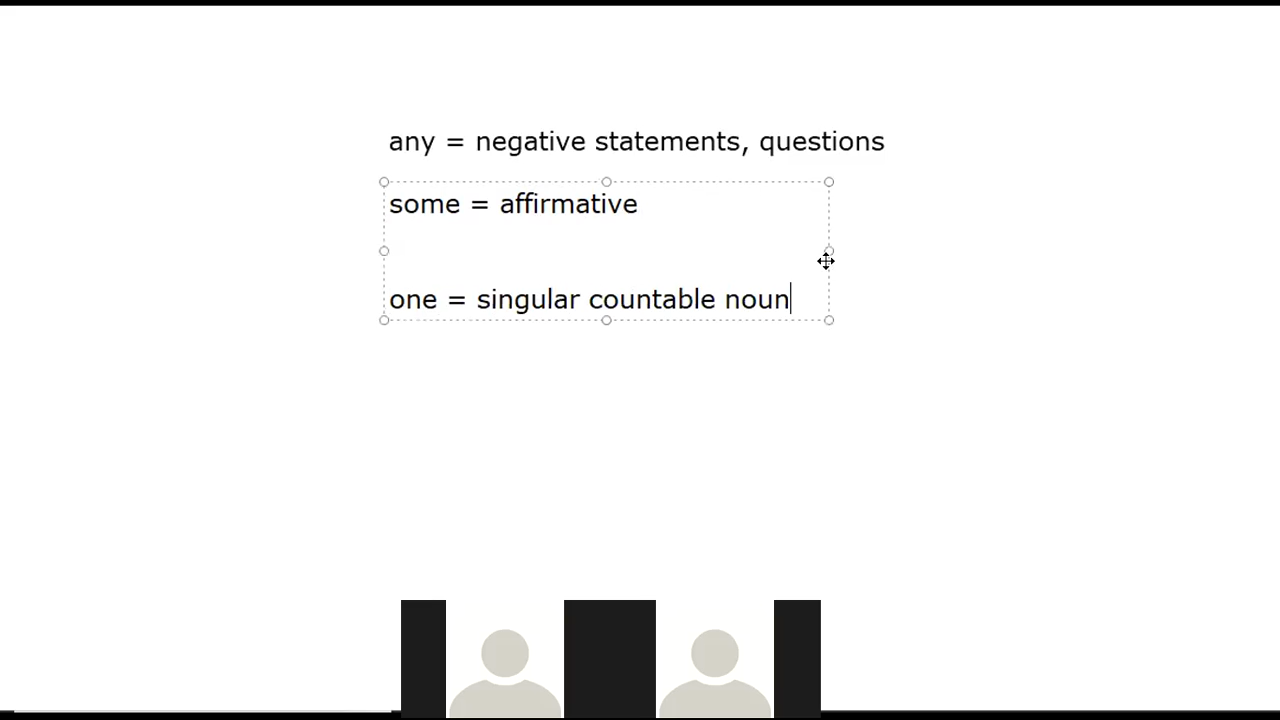 any = negative statements, questions
some = affirmative
one = singular countable noun